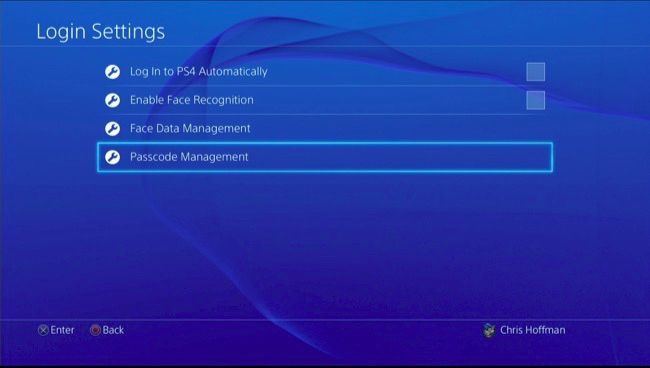 Login Settings
Log In to PS4 Automatically
Enable Face Recognition
Face Data Management
Passcode Management
Enter Back Chris Hoffman